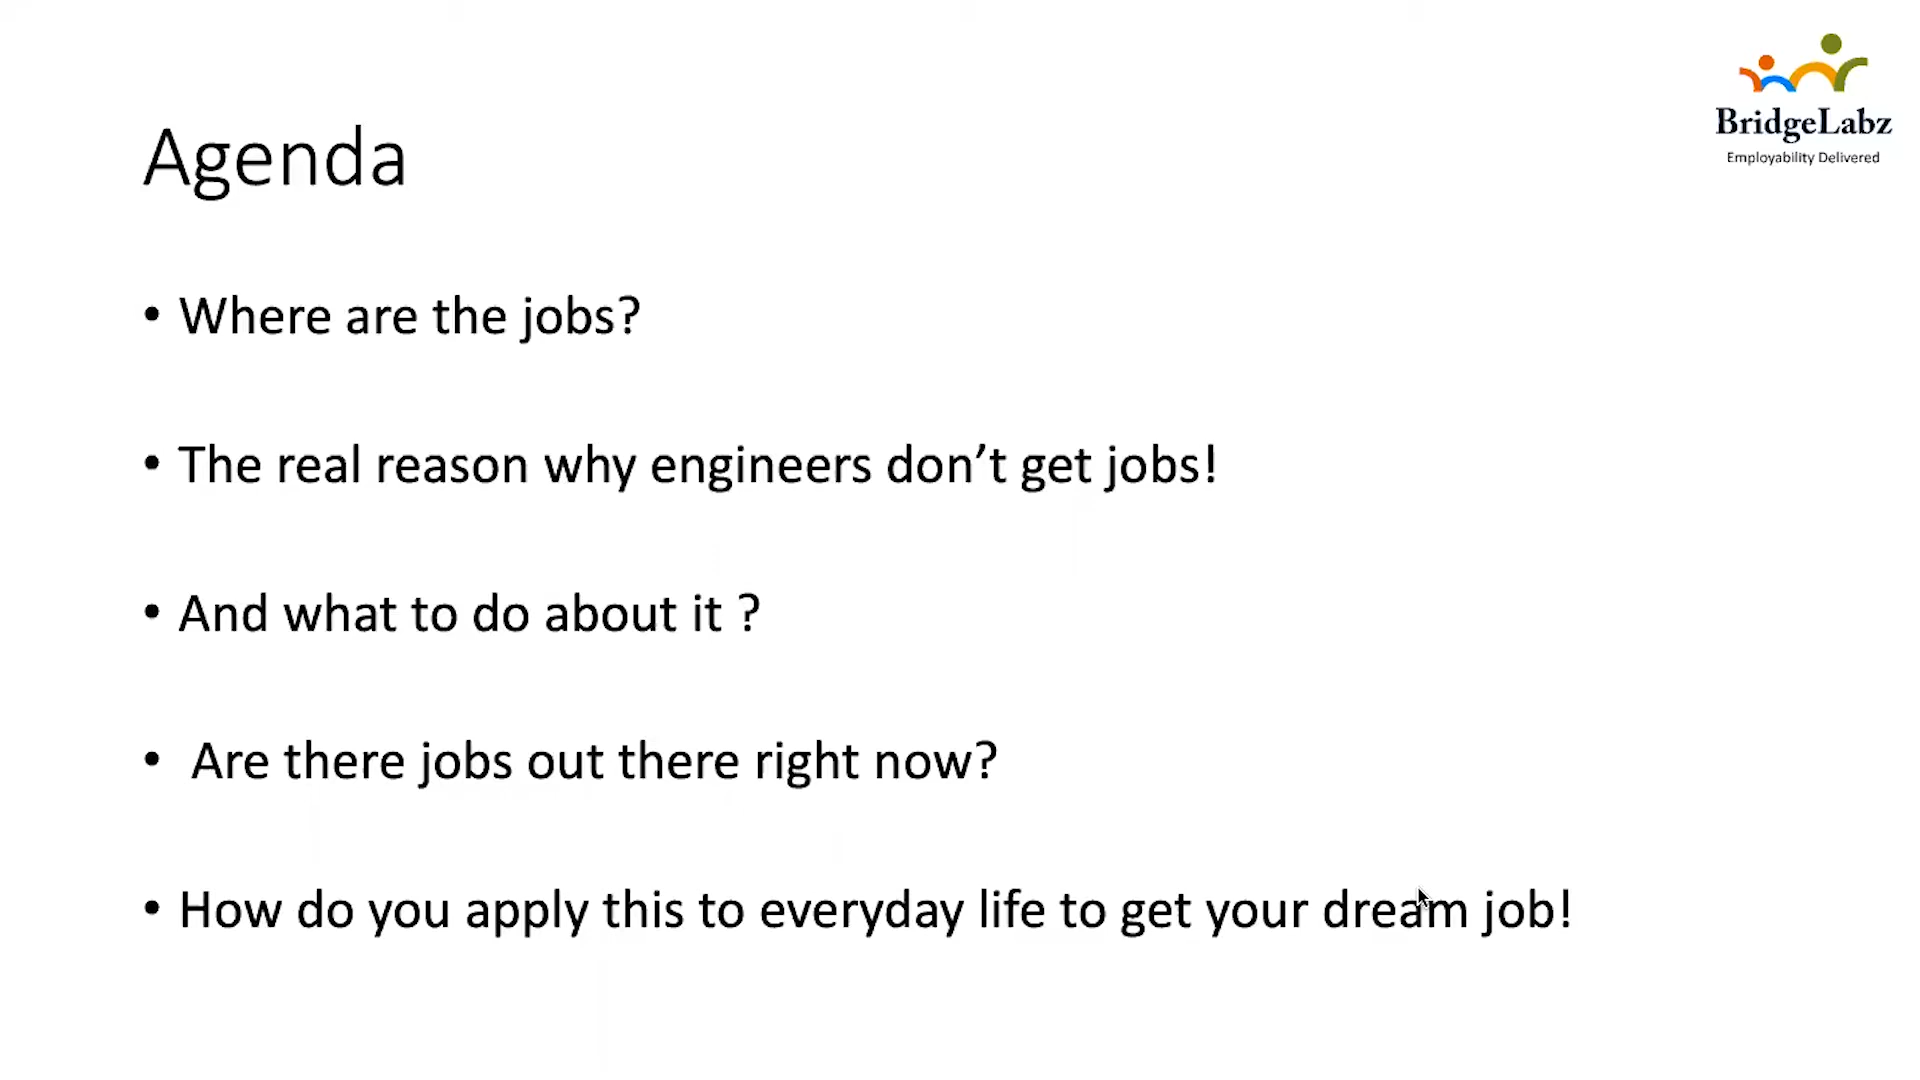 BridgeLabz
Employability Delivered
Agenda
• Where are the jobs?
• The real reason why engineers don’t get jobs!
• And what to do about it ?
• Are there jobs out there right now?
• How do you apply this to everyday life to get your dream job!